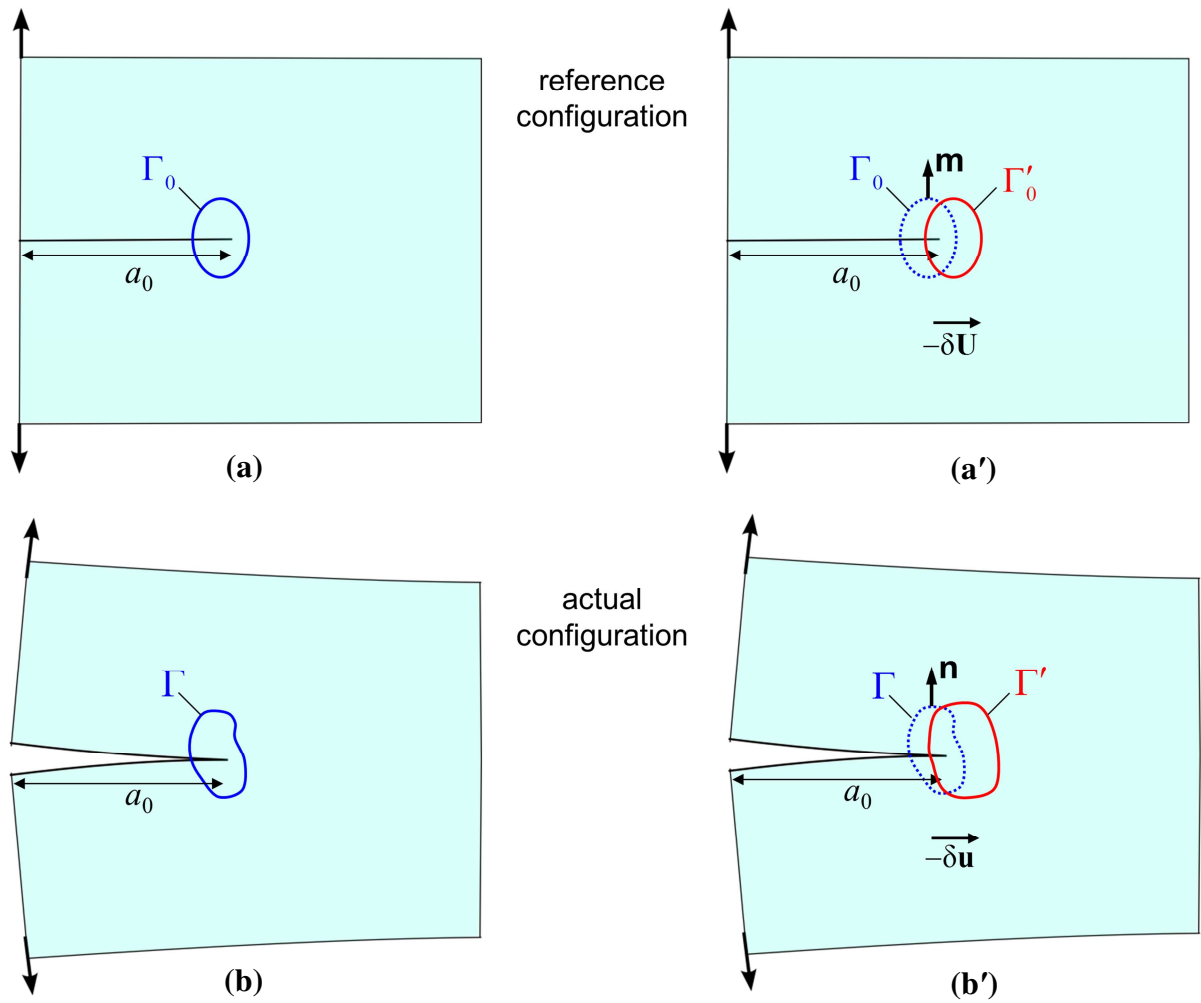 reference
configuration
Γ₀
a₀
(a)
Γ₀
m
Γ′₀
a₀
−δU
(a′)
actual
configuration
Γ
a₀
(b)
Γ
n
Γ′
a₀
−δu
(b′)